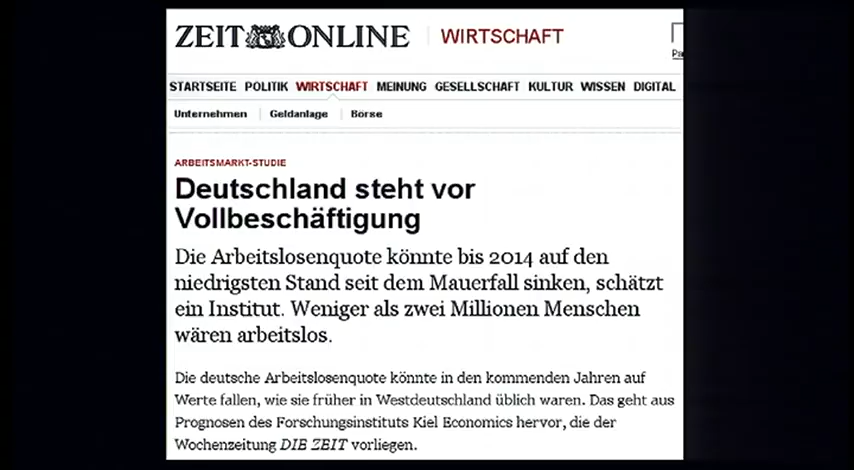 ZEIT ONLINE WIRTSCHAFT
STARTSEITE POLITIK WIRTSCHAFT MEINUNG GESELLSCHAFT KULTUR WISSEN DIGITAL
Unternehmen Geldanlage Börse
ARBEITSMARKT-STUDIE
Deutschland steht vor
Vollbeschäftigung
Die Arbeitslosenquote könnte bis 2014 auf den
niedrigsten Stand seit dem Mauerfall sinken, schätzt
ein Institut. Weniger als zwei Millionen Menschen
wären arbeitslos.
Die deutsche Arbeitslosenquote könnte in den kommenden Jahren auf
Werte fallen, wie sie früher in Westdeutschland üblich waren. Das geht aus
Prognosen des Forschungsinstituts Kiel Economics hervor, die der
Wochenzeitung DIE ZEIT vorliegen.